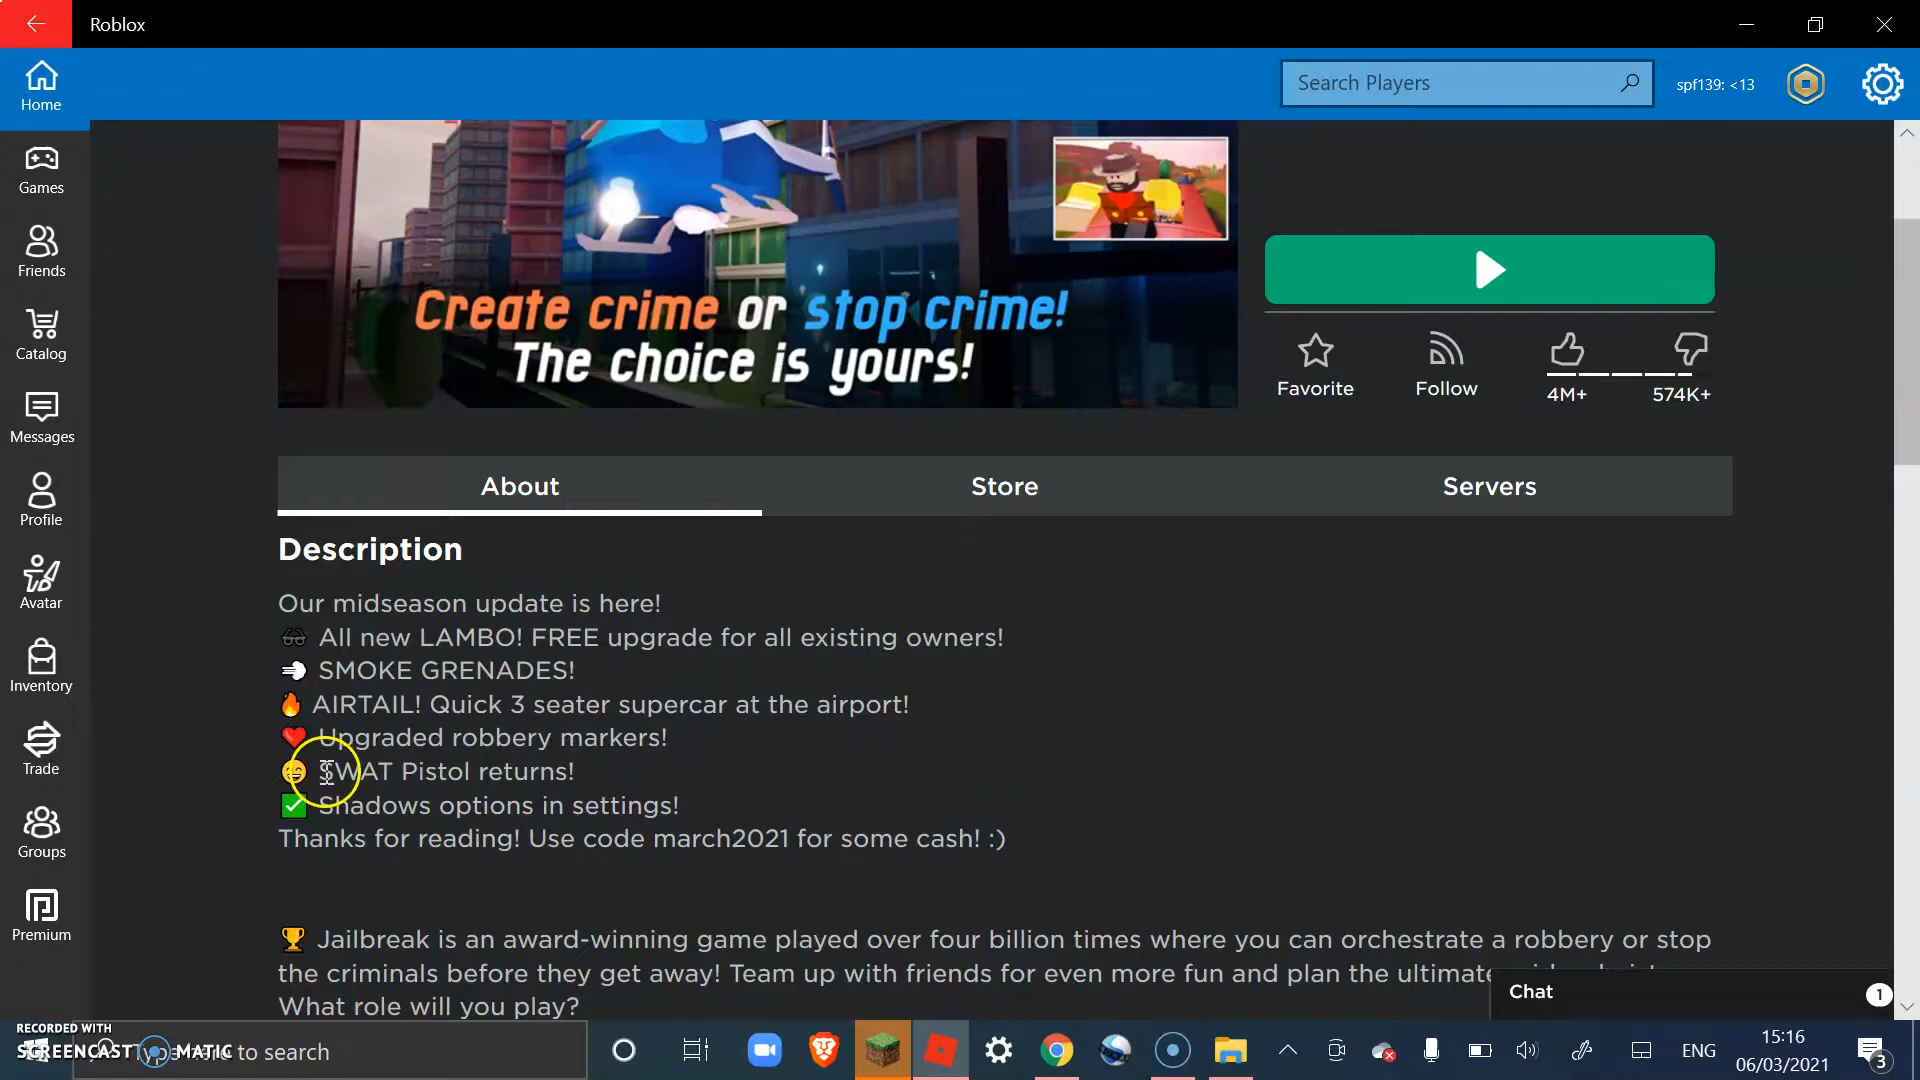 Roblox
Home
Search Players
spf139: <13
Games
Friends
Catalog
Messages
Profile
Avatar
Inventory
Trade
Groups
Premium
Create crime or stop crime!
The choice is yours!
Favorite
Follow
4M+
574K+
About
Store
Servers
Description
Our midseason update is here!
🕶 All new LAMBO! FREE upgrade for all existing owners!
💨 SMOKE GRENADES!
🔥 AIRTAIL! Quick 3 seater supercar at the airport!
❤️ Upgraded robbery markers!
😄 SWAT Pistol returns!
✅ Shadows options in settings!
Thanks for reading! Use code march2021 for some cash! :)
🏆 Jailbreak is an award-winning game played over four billion times where you can orchestrate a robbery or stop
the criminals before they get away! Team up with friends for even more fun and plan the ultimate
What role will you play?
Chat
1
RECORDED WITH
SCREENCAST MATIC
Type here to search
ENG
15:16
06/03/2021
3